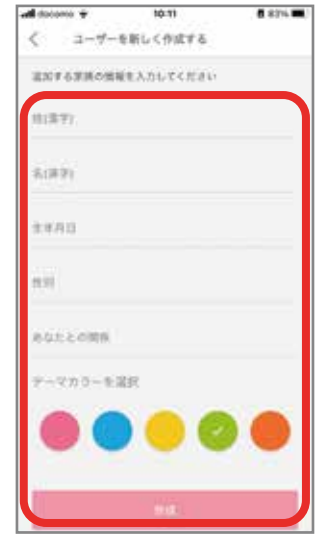 docomo 10:11 83%
ユーザーを新しく作成する
追加する家族の情報を入力してください
姓(漢字)
名(漢字)
生年月日
性別
あなたとの関係
テーマカラーを選択
作成